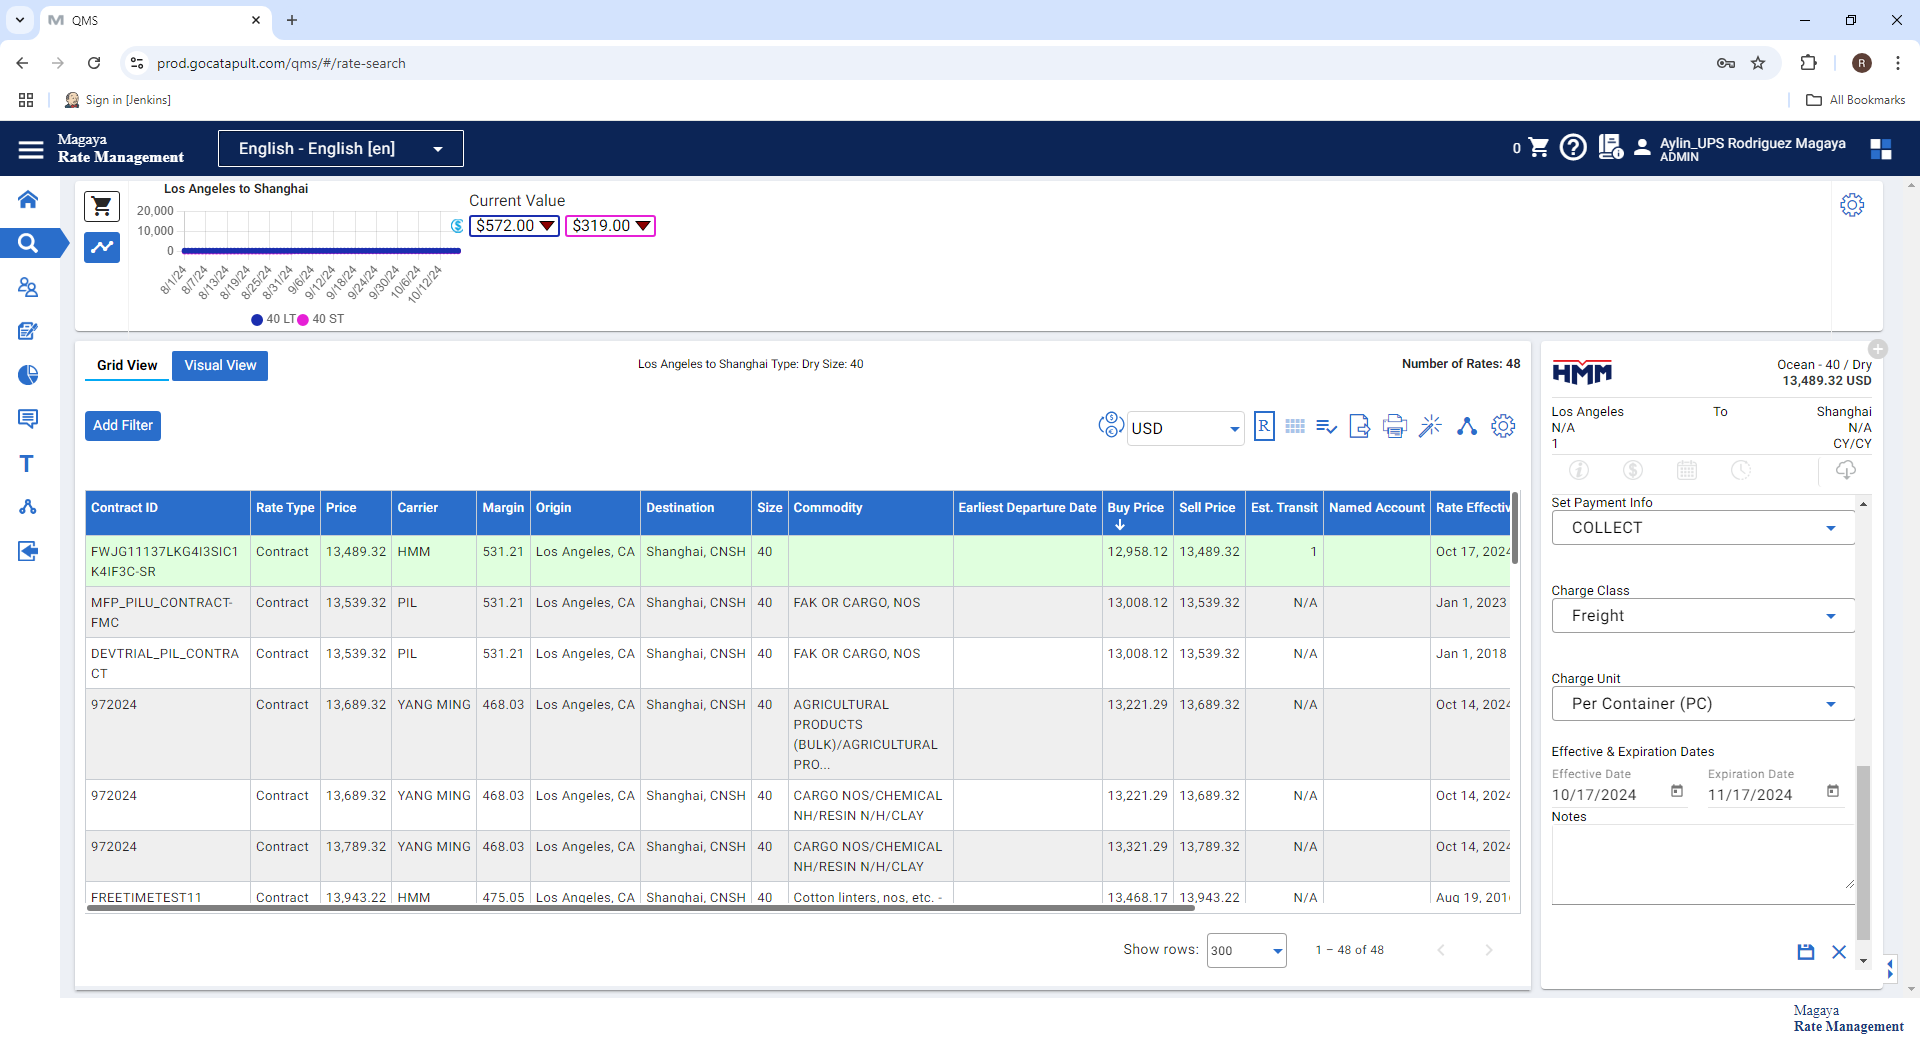 QMS
prod.gocatapult.com/qms/#/rate-search
R
Sign in [Jenkins]
All Bookmarks
Magaya
Rate Management
English - English [en]
0
Aylin_UPS Rodriguez Magaya
ADMIN
Los Angeles to Shanghai
20,000
10,000
0
8/1/24
8/7/24
8/13/24
8/19/24
8/25/24
8/31/24
9/6/24
9/12/24
9/18/24
9/24/24
9/30/24
10/6/24
10/12/24
40 LT
40 ST
Current Value
$572.00
$319.00
Grid View
Visual View
Los Angeles to Shanghai Type: Dry Size: 40
Number of Rates: 48
Add Filter
USD
R
Contract ID Rate Type Price Carrier Margin Origin Destination Size Commodity Earliest Departure Date Buy Price Sell Price Est. Transit Named Account Rate Effectiv
FWJG11137LKG4I3SIC1 Contract 13,489.32 HMM 531.21 Los Angeles, CA Shanghai, CNSH 40 12,958.12 13,489.32 1 Oct 17, 2024
K4IF3C-SR
MFP_PILU_CONTRACT- Contract 13,539.32 PIL 531.21 Los Angeles, CA Shanghai, CNSH 40 FAK OR CARGO, NOS 13,008.12 13,539.32 N/A Jan 1, 2023
FMC
DEVTRIAL_PIL_CONTRA Contract 13,539.32 PIL 531.21 Los Angeles, CA Shanghai, CNSH 40 FAK OR CARGO, NOS 13,008.12 13,539.32 N/A Jan 1, 2018
CT
972024 Contract 13,689.32 YANG MING 468.03 Los Angeles, CA Shanghai, CNSH 40 AGRICULTURAL 13,221.29 13,689.32 N/A Oct 14, 2024
PRODUCTS
(BULK)/AGRICULTURAL
PRO...
972024 Contract 13,689.32 YANG MING 468.03 Los Angeles, CA Shanghai, CNSH 40 CARGO NOS/CHEMICAL 13,221.29 13,689.32 N/A Oct 14, 2024
NH/RESIN N/H/CLAY
972024 Contract 13,789.32 YANG MING 468.03 Los Angeles, CA Shanghai, CNSH 40 CARGO NOS/CHEMICAL 13,321.29 13,789.32 N/A Oct 14, 2024
NH/RESIN N/H/CLAY
FREETIMETEST11 Contract 13,943.22 HMM 475.05 Los Angeles, CA Shanghai, CNSH 40 Cotton linters, nos, etc. - 13,468.17 13,943.22 N/A Aug 19, 201
Show rows: 300 1 – 48 of 48
HMM
Ocean - 40 / Dry
13,489.32 USD
Los Angeles To Shanghai
N/A N/A
1 CY/CY
Set Payment Info
COLLECT
Charge Class
Freight
Charge Unit
Per Container (PC)
Effective & Expiration Dates
Effective Date Expiration Date
10/17/2024 11/17/2024
Notes
Magaya
Rate Management